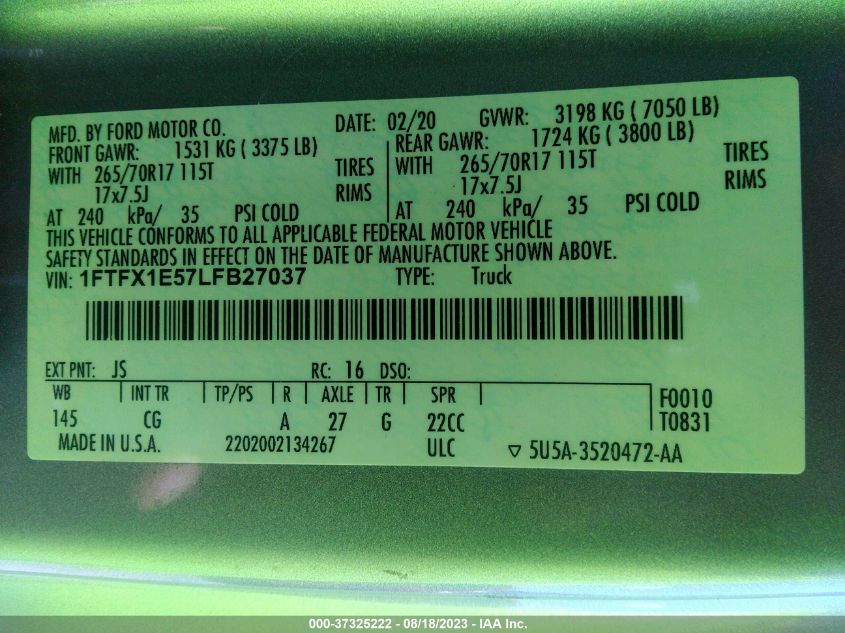 MFD. BY FORD MOTOR CO. DATE: 02/20 GVWR: 3198 KG ( 7050 LB)
FRONT GAWR: 1531 KG ( 3375 LB) REAR GAWR: 1724 KG ( 3800 LB)
WITH 265/70R17 115T TIRES WITH 265/70R17 115T TIRES
17x7.5J RIMS 17x7.5J RIMS
AT 240 kPa/ 35 PSI COLD AT 240 kPa/ 35 PSI COLD
THIS VEHICLE CONFORMS TO ALL APPLICABLE FEDERAL MOTOR VEHICLE
SAFETY STANDARDS IN EFFECT ON THE DATE OF MANUFACTURE SHOWN ABOVE.
VIN: 1FTFX1E57LFB27037 TYPE: Truck
EXT PNT: JS RC: 16 DSO:
WB INT TR TP/PS R AXLE TR SPR F0010
145 CG A 27 G 22CC T0831
MADE IN U.S.A. 2202002134267 ULC ▽ 5U5A-3520472-AA
000-37325222 - 08/18/2023 - IAA Inc.